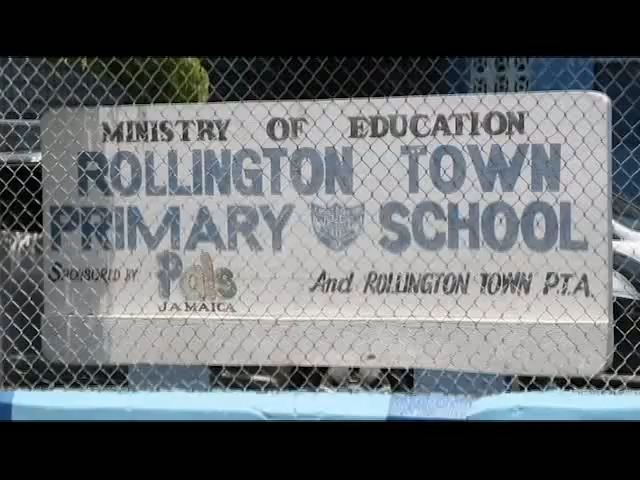 MINISTRY OF EDUCATION
ROLLINGTON TOWN
PRIMARY SCHOOL
SPONSORED BY Pals And ROLLINGTON TOWN P.T.A.
JAMAICA